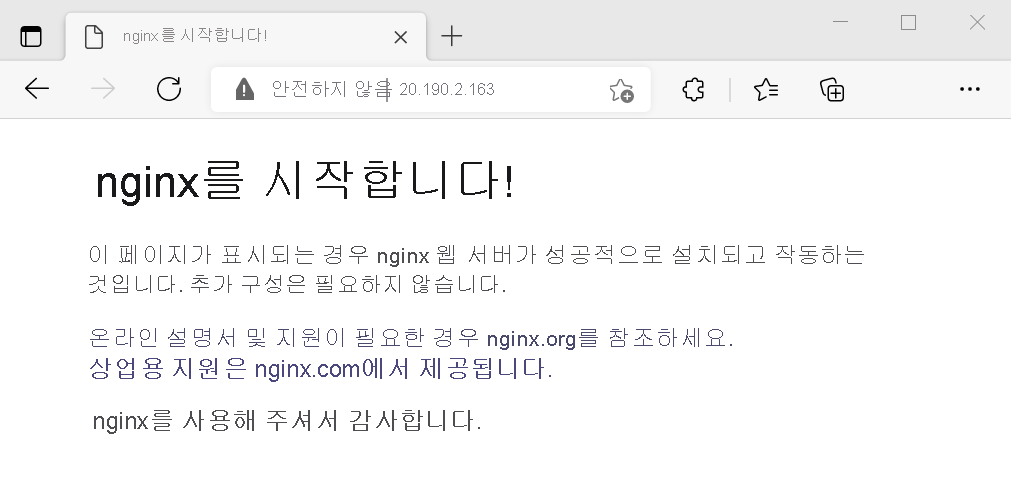 nginx를 시작합니다!
안전하지 않음 20.190.2.163
nginx를 시작합니다!
이 페이지가 표시되는 경우 nginx 웹 서버가 성공적으로 설치되고 작동하는
것입니다. 추가 구성은 필요하지 않습니다.
온라인 설명서 및 지원이 필요한 경우 nginx.org를 참조하세요.
상업용 지원은 nginx.com에서 제공됩니다.
nginx를 사용해 주셔서 감사합니다.